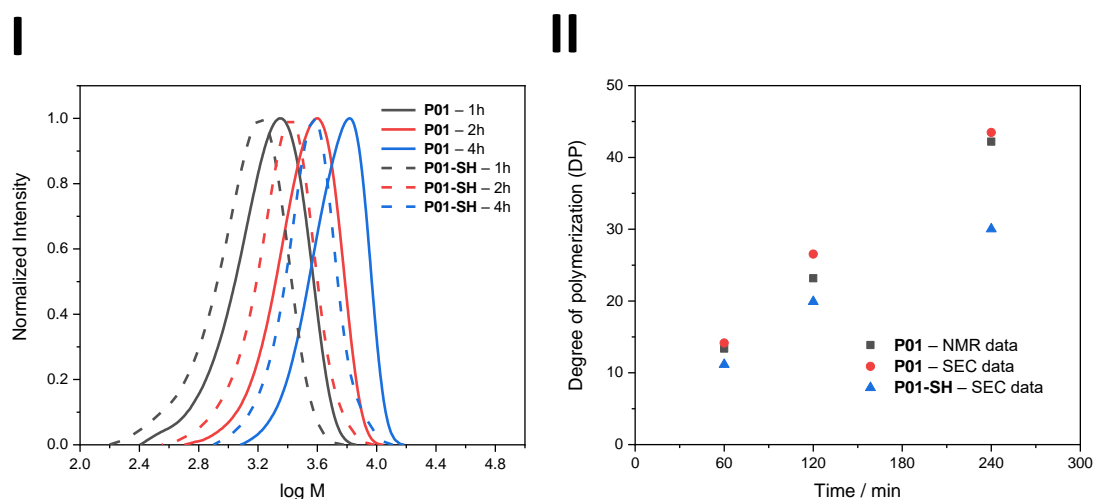 I
II
1.0
0.8
0.6
0.4
0.2
0.0
2.0 2.4 2.8 3.2 3.6 4.0 4.4 4.8
log M
Normalized Intensity
P01 – 1h
P01 – 2h
P01 – 4h
P01-SH – 1h
P01-SH – 2h
P01-SH – 4h
50
40
30
20
10
0
0 60 120 180 240 300
Time / min
Degree of polymerization (DP)
P01 – NMR data
P01 – SEC data
P01-SH – SEC data